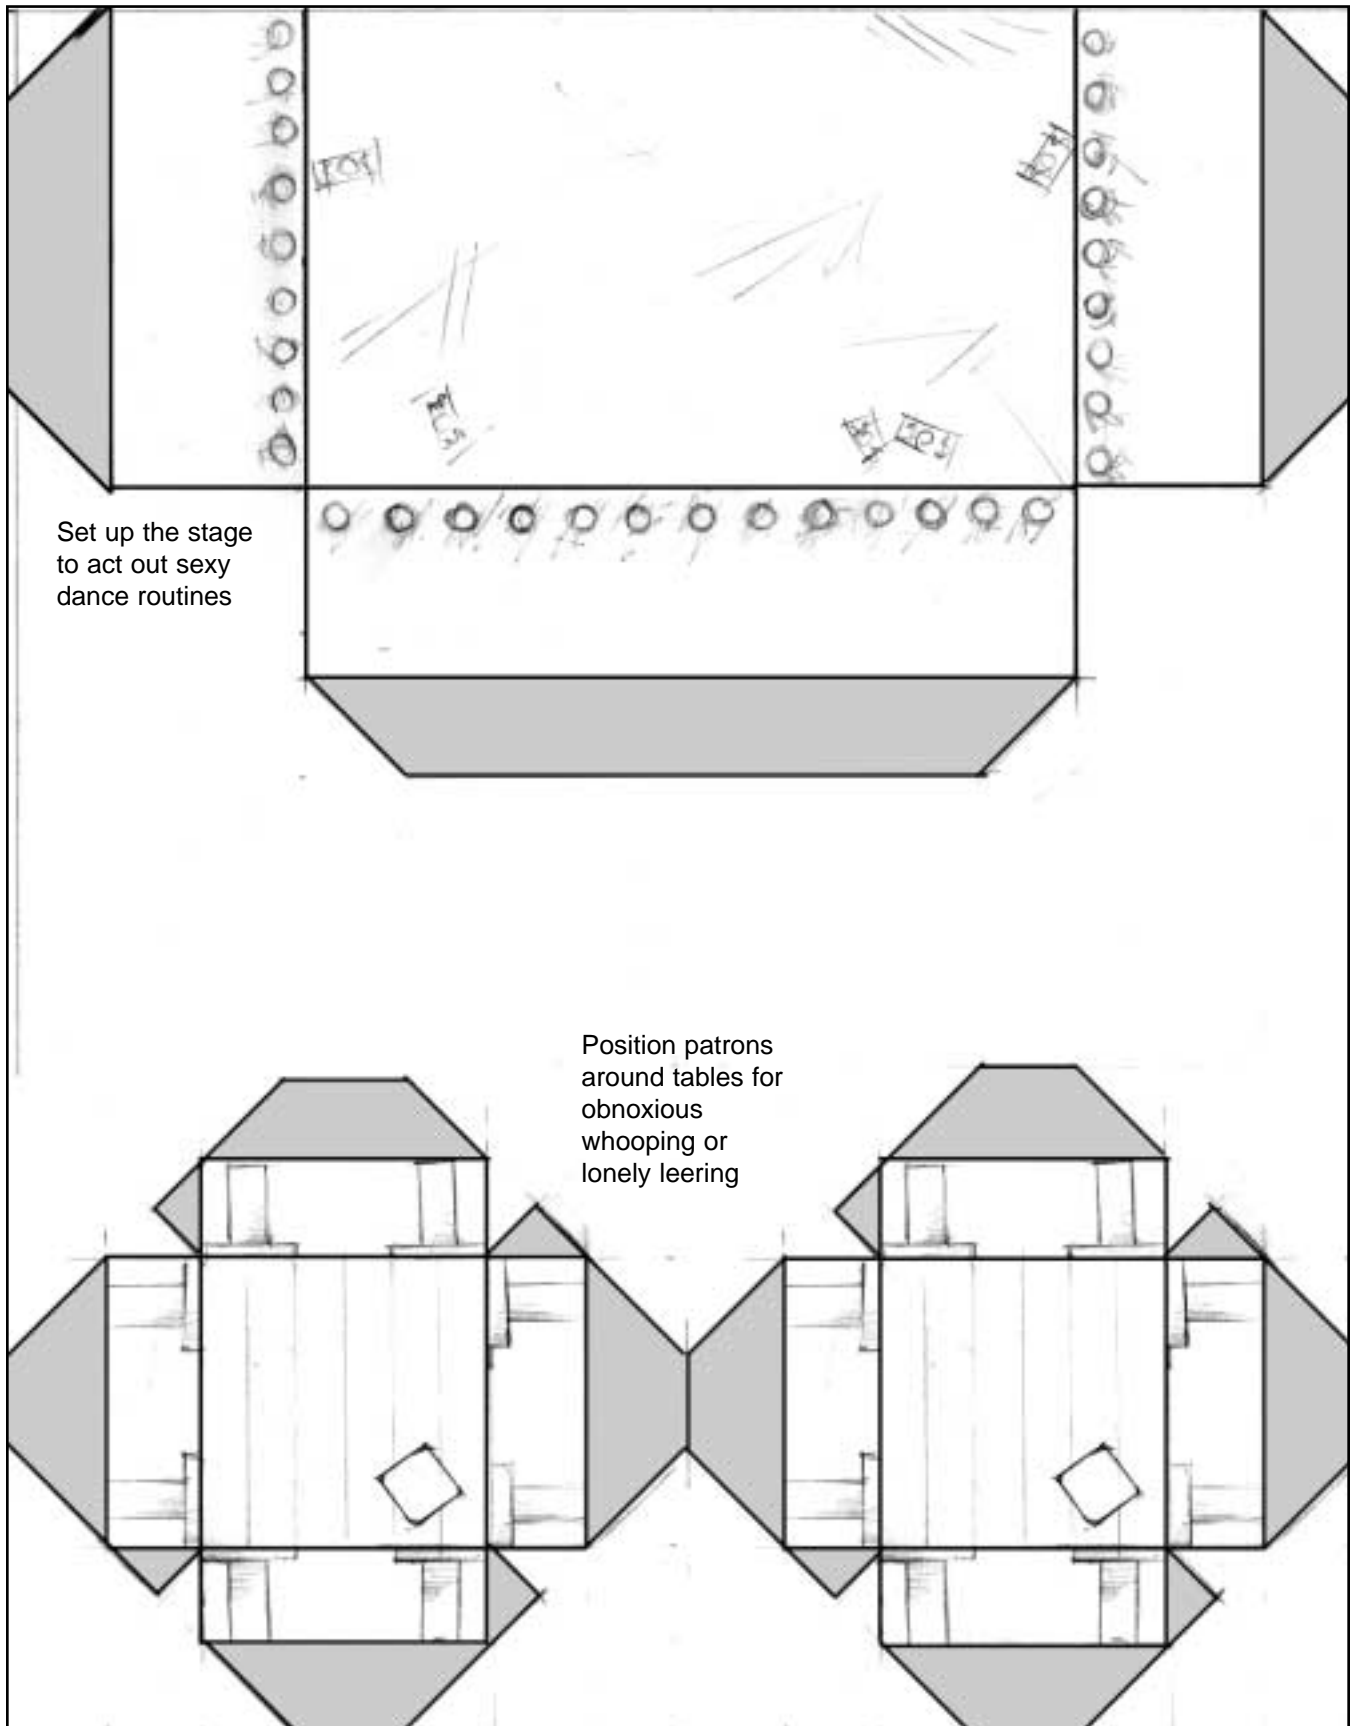 Set up the stage
to act out sexy
dance routines
Position patrons
around tables for
obnoxious
whooping or
lonely leering